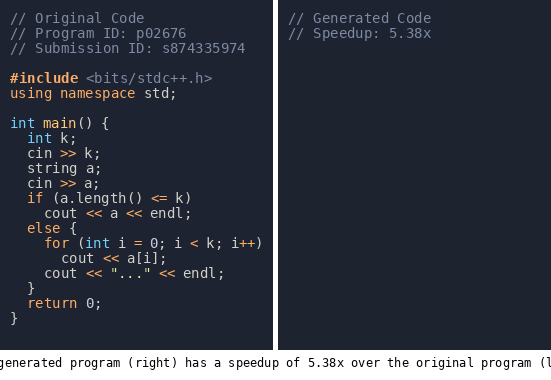 // Original Code
// Program ID: p02676
// Submission ID: s874335974

#include <bits/stdc++.h>
using namespace std;

int main() {
  int k;
  cin >> k;
  string a;
  cin >> a;
  if (a.length() <= k)
    cout << a << endl;
  else {
    for (int i = 0; i < k; i++)
      cout << a[i];
    cout << "..." << endl;
  }
  return 0;
}
// Generated Code
// Speedup: 5.38x
generated program (right) has a speedup of 5.38x over the original program (l